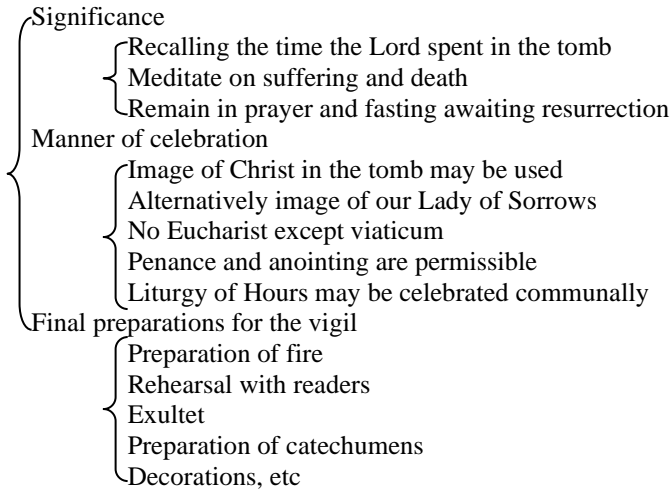 Significance
Recalling the time the Lord spent in the tomb
Meditate on suffering and death
Remain in prayer and fasting awaiting resurrection
Manner of celebration
Image of Christ in the tomb may be used
Alternatively image of our Lady of Sorrows
No Eucharist except viaticum
Penance and anointing are permissible
Liturgy of Hours may be celebrated communally
Final preparations for the vigil
Preparation of fire
Rehearsal with readers
Exultet
Preparation of catechumens
Decorations, etc